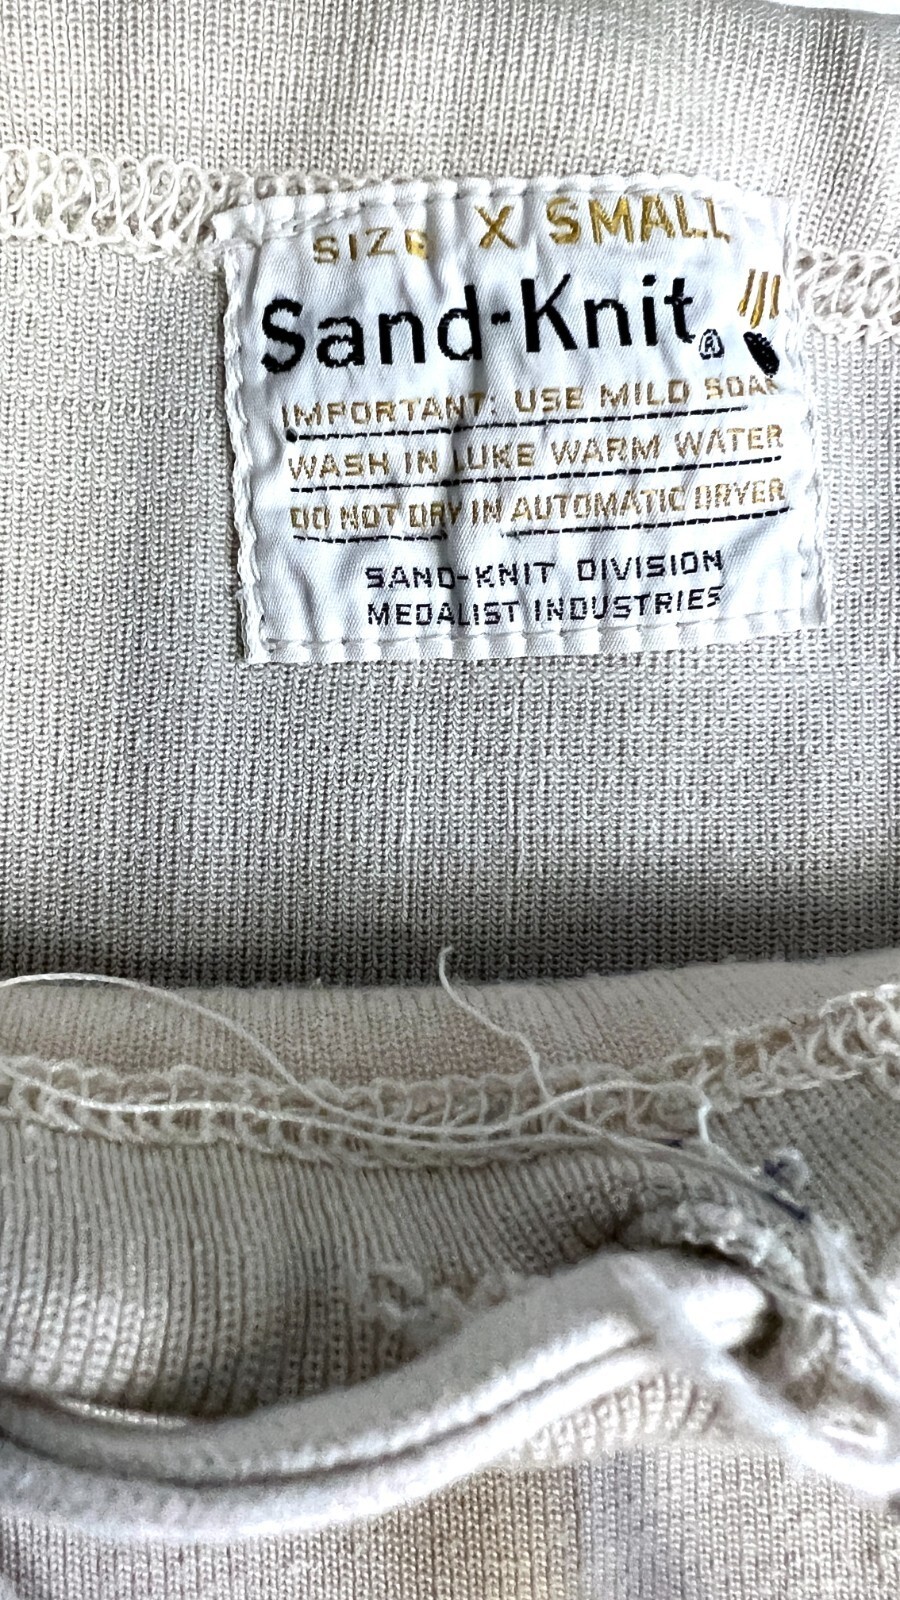 SIZE X SMALL
Sand-Knit®
IMPORTANT: USE MILD SOAP
WASH IN LUKE WARM WATER
DO NOT DRY IN AUTOMATIC DRYER
SAND-KNIT DIVISION
MEDALIST INDUSTRIES